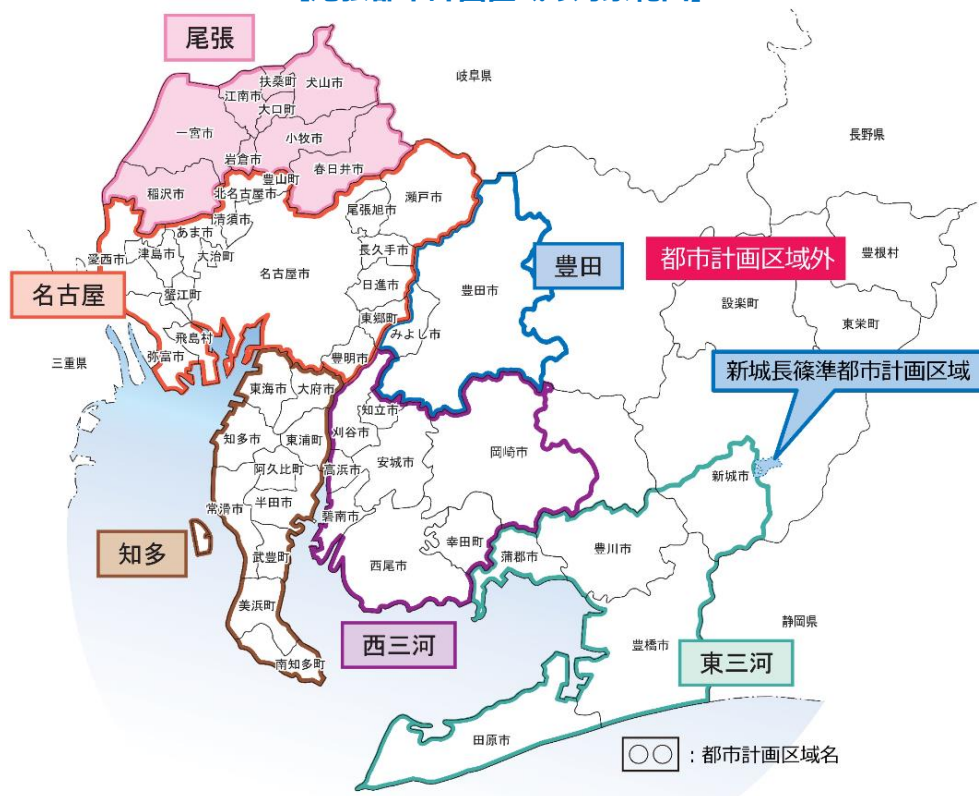 尾張
岐阜県
長野県
扶桑町
犬山市
江南市
大口町
一宮市
小牧市
岩倉市
春日井市
稲沢市
豊山町
北名古屋市
瀬戸市
清須市
尾張旭市
あま市
愛西市
津島市
大治町
長久手市
名古屋市
豊田
都市計画区域外
豊根村
名古屋
日進市
豊田市
設楽町
蟹江町
東郷町
東栄町
飛島村
みよし市
弥富市
三重県
豊明市
新城長篠準都市計画区域
東海市
大府市
知立市
知多市
東浦町
刈谷市
岡崎市
安城市
阿久比町
高浜市
新城市
半田市
常滑市
碧南市
幸田町
豊川市
知多
武豊町
蒲郡市
西尾市
美浜町
静岡県
西三河
豊橋市
東三河
南知多町
田原市
○○:都市計画区域名